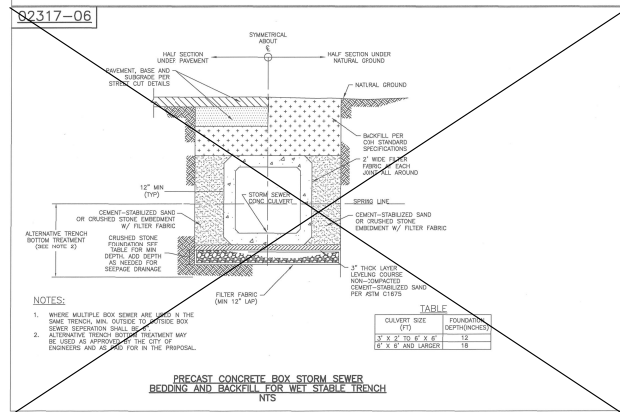 02317-06
SYMMETRICAL
ABOUT
℄
HALF SECTION
UNDER PAVEMENT
HALF SECTION UNDER
NATURAL GROUND
PAVEMENT, BASE AND
SUBGRADE PER
STREET CUT DETAILS
NATURAL GROUND
BACKFILL PER
COH STANDARD
SPECIFICATIONS
2' WIDE FILTER
FABRIC AT EACH
JOINT ALL AROUND
12" MIN
(TYP)
STORM SEWER
CONC CULVERT
SPRING LINE
CEMENT-STABILIZED SAND
OR CRUSHED STONE EMBEDMENT
W/ FILTER FABRIC
CEMENT-STABILIZED SAND
OR CRUSHED STONE
EMBEDMENT W/ FILTER FABRIC
ALTERNATIVE TRENCH
BOTTOM TREATMENT
(SEE NOTE 2)
CRUSHED STONE
FOUNDATION SEE
TABLE FOR MIN
DEPTH. ADD DEPTH
AS NEEDED FOR
SEEPAGE DRAINAGE
3" THICK LAYER
LEVELING COURSE
NON-COMPACTED
CEMENT-STABILIZED SAND
PER ASTM C1675
FILTER FABRIC
(MIN 12" LAP)
NOTES:
1. WHERE MULTIPLE BOX SEWER ARE USED IN THE
SAME TRENCH, MIN. OUTSIDE TO OUTSIDE BOX
SEWER SEPERATION SHALL BE 6".
2. ALTERNATIVE TRENCH BOTTOM TREATMENT MAY
BE USED AS APPROVED BY THE CITY OF
ENGINEERS AND AS PAID FOR IN THE PROPOSAL.
TABLE
CULVERT SIZE
(FT)
FOUNDATION
DEPTH(INCHES)
3' X 2' TO 6' X 6' 12
6' X 6' AND LARGER 18
PRECAST CONCRETE BOX STORM SEWER
BEDDING AND BACKFILL FOR WET STABLE TRENCH
NTS